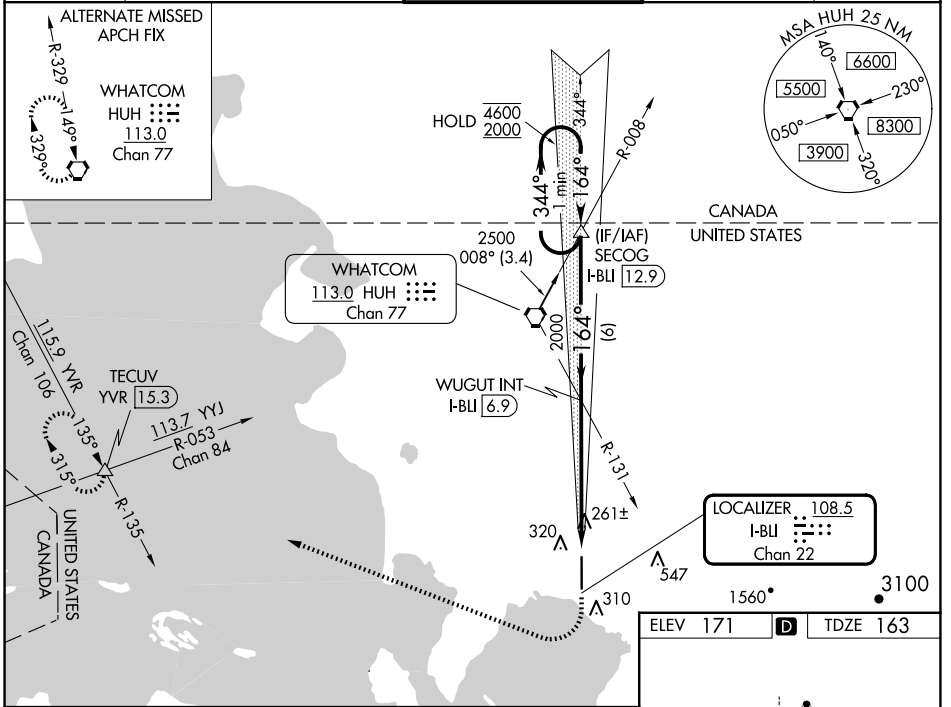 ALTERNATE MISSED
APCH FIX
R-329
149°
329°
WHATCOM
HUH
113.0
Chan 77
MSA HUH 25 NM
140°
6600
5500
230°
050°
8300
3900
320°
HOLD
4600
2000
344°
344°
1 min
164°
R-008
CANADA
UNITED STATES
(IF/IAF)
SECOG
I-BLI 12.9
2500
008° (3.4)
WHATCOM
113.0 HUH
Chan 77
2000
164°
(6)
WUGUT INT
I-BLI 6.9
R-131
115.9 YVR
Chan 106
TECUV
YVR 15.3
113.7 YYJ
R-053
Chan 84
135°
315°
R-135
UNITED STATES
CANADA
261±
320
547
310
LOCALIZER 108.5
I-BLI
Chan 22
1560
3100
ELEV 171 D TDZE 163